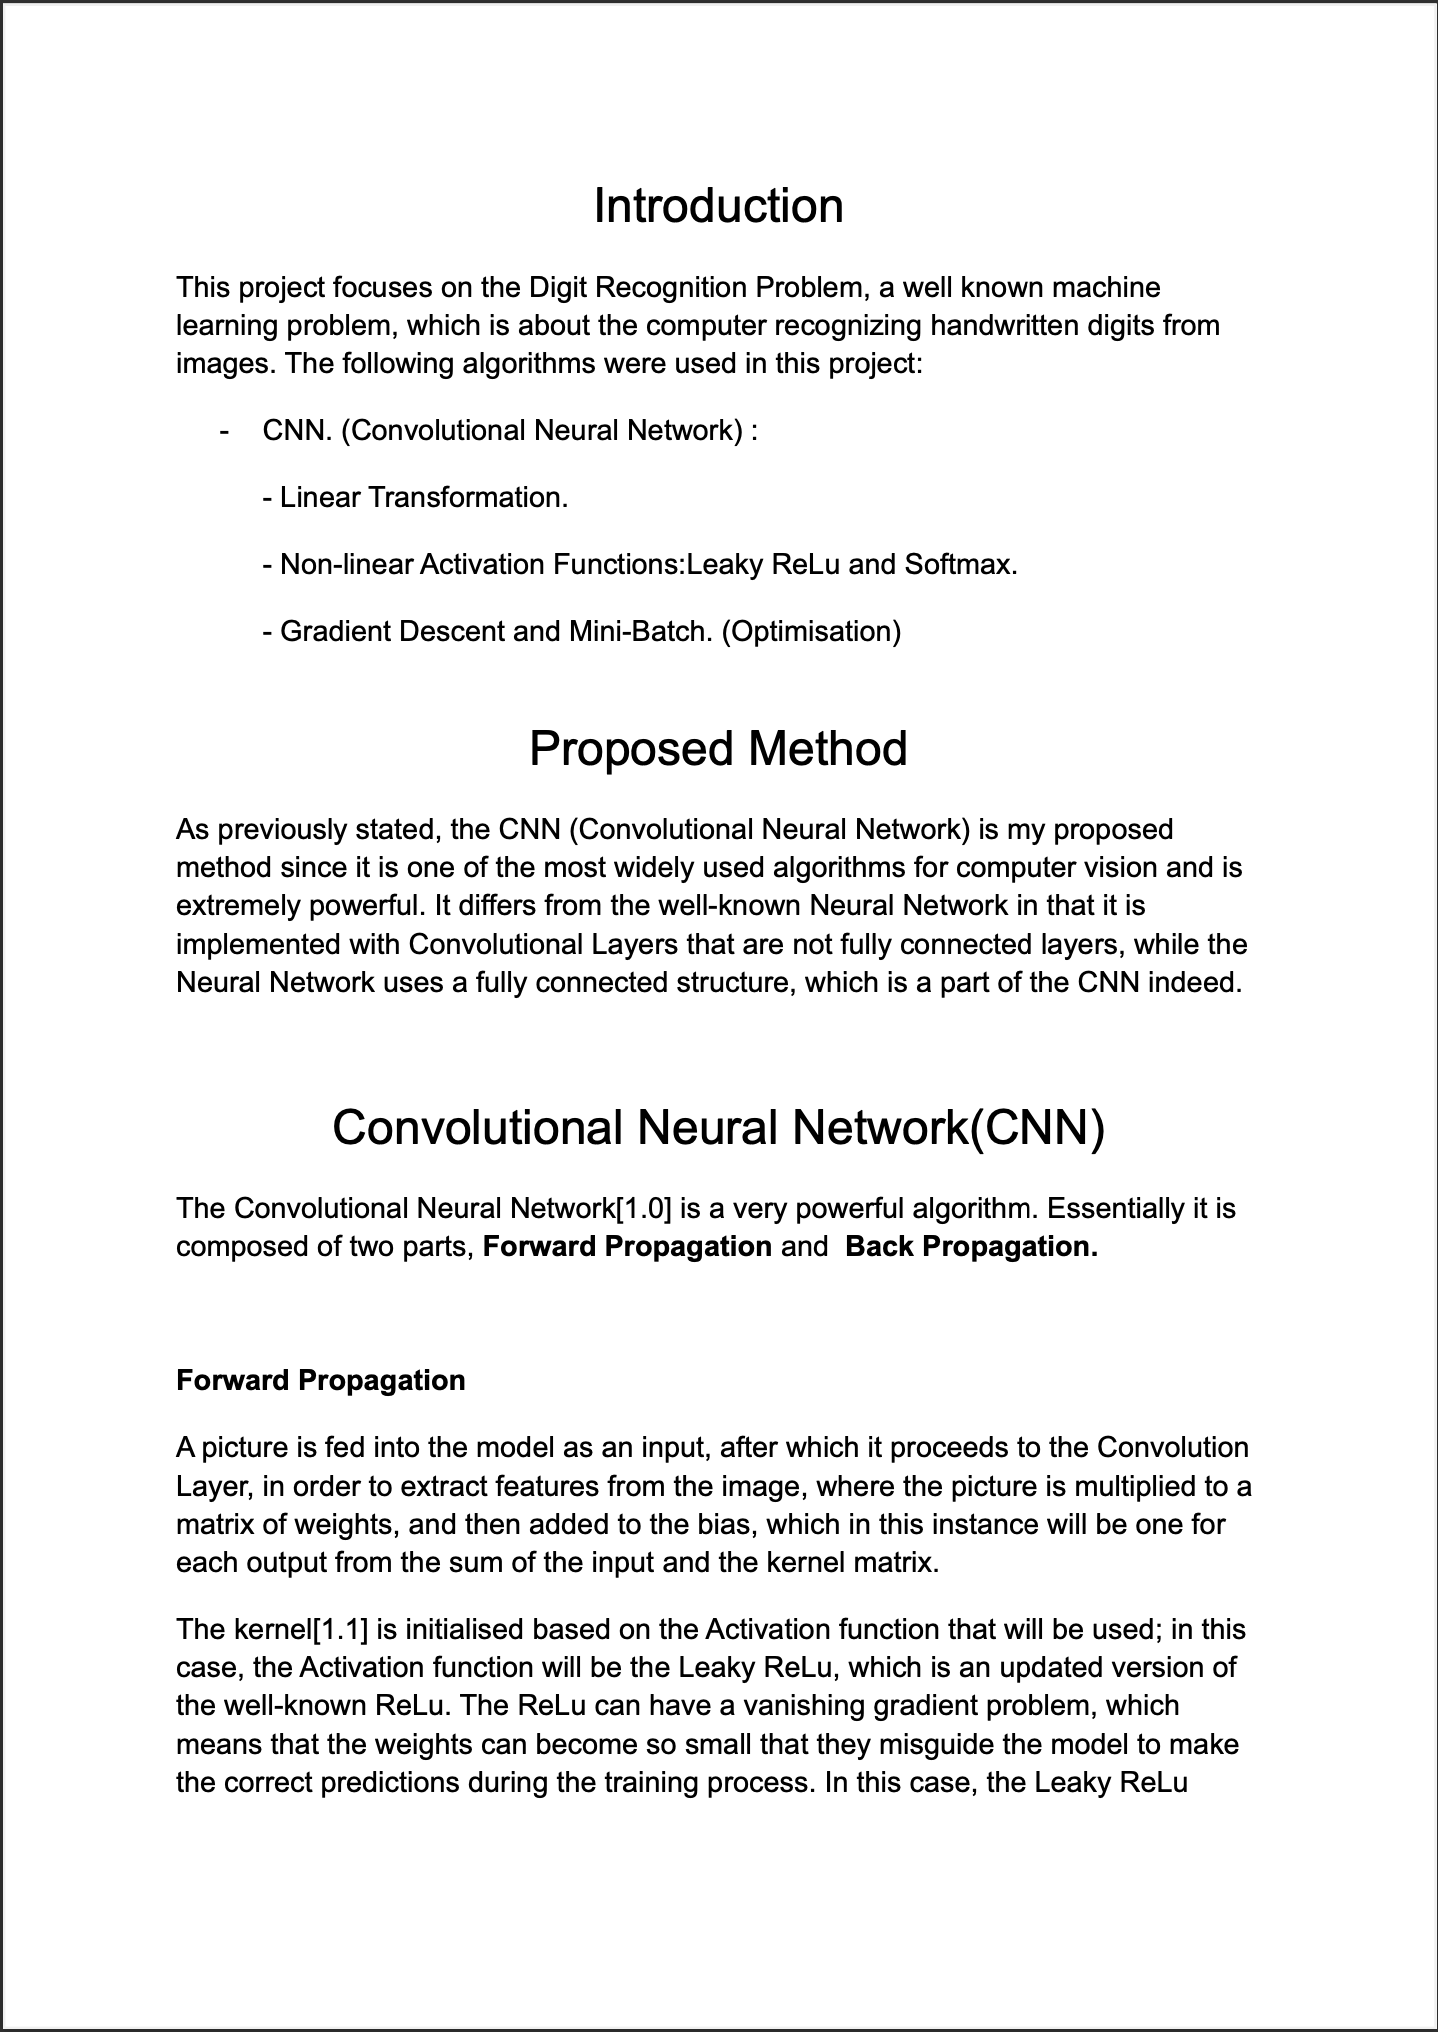 Introduction
This project focuses on the Digit Recognition Problem, a well known machine
learning problem, which is about the computer recognizing handwritten digits from
images. The following algorithms were used in this project:
- CNN. (Convolutional Neural Network) :
- Linear Transformation.
- Non-linear Activation Functions:Leaky ReLu and Softmax.
- Gradient Descent and Mini-Batch. (Optimisation)
Proposed Method
As previously stated, the CNN (Convolutional Neural Network) is my proposed
method since it is one of the most widely used algorithms for computer vision and is
extremely powerful. It differs from the well-known Neural Network in that it is
implemented with Convolutional Layers that are not fully connected layers, while the
Neural Network uses a fully connected structure, which is a part of the CNN indeed.
Convolutional Neural Network(CNN)
The Convolutional Neural Network[1.0] is a very powerful algorithm. Essentially it is
composed of two parts, Forward Propagation and  Back Propagation.
Forward Propagation
A picture is fed into the model as an input, after which it proceeds to the Convolution
Layer, in order to extract features from the image, where the picture is multiplied to a
matrix of weights, and then added to the bias, which in this instance will be one for
each output from the sum of the input and the kernel matrix.
The kernel[1.1] is initialised based on the Activation function that will be used; in this
case, the Activation function will be the Leaky ReLu, which is an updated version of
the well-known ReLu. The ReLu can have a vanishing gradient problem, which
means that the weights can become so small that they misguide the model to make
the correct predictions during the training process. In this case, the Leaky ReLu